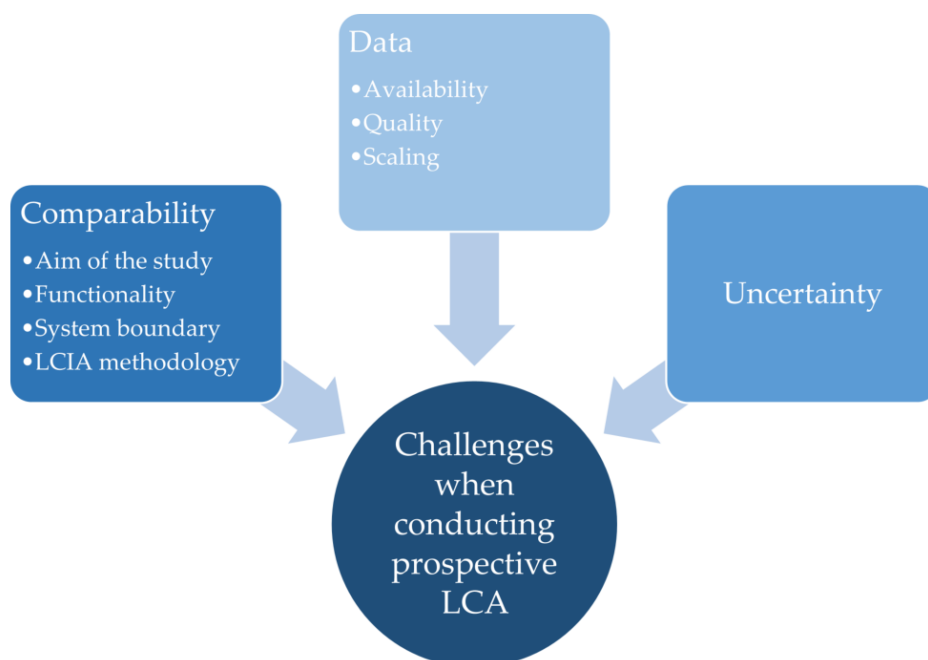 Data
•Availability
•Quality
•Scaling
Comparability
•Aim of the study
•Functionality
•System boundary
•LCIA methodology
Uncertainty
Challenges
when
conducting
prospective
LCA